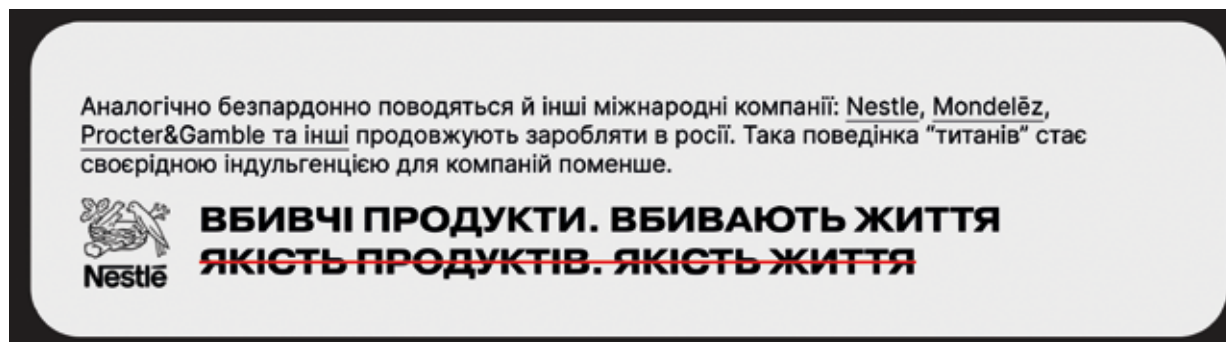 Аналогічно безпардонно поводяться й інші міжнародні компанії: Nestle, Mondelēz,
Procter&Gamble та інші продовжують заробляти в росії. Така поведінка “титанів” стає
своєрідною індульгенцією для компаній поменше.
ВБИВЧІ ПРОДУКТИ. ВБИВАЮТЬ ЖИТТЯ
ЯКІСТЬ ПРОДУКТІВ. ЯКІСТЬ ЖИТТЯ
Nestlē